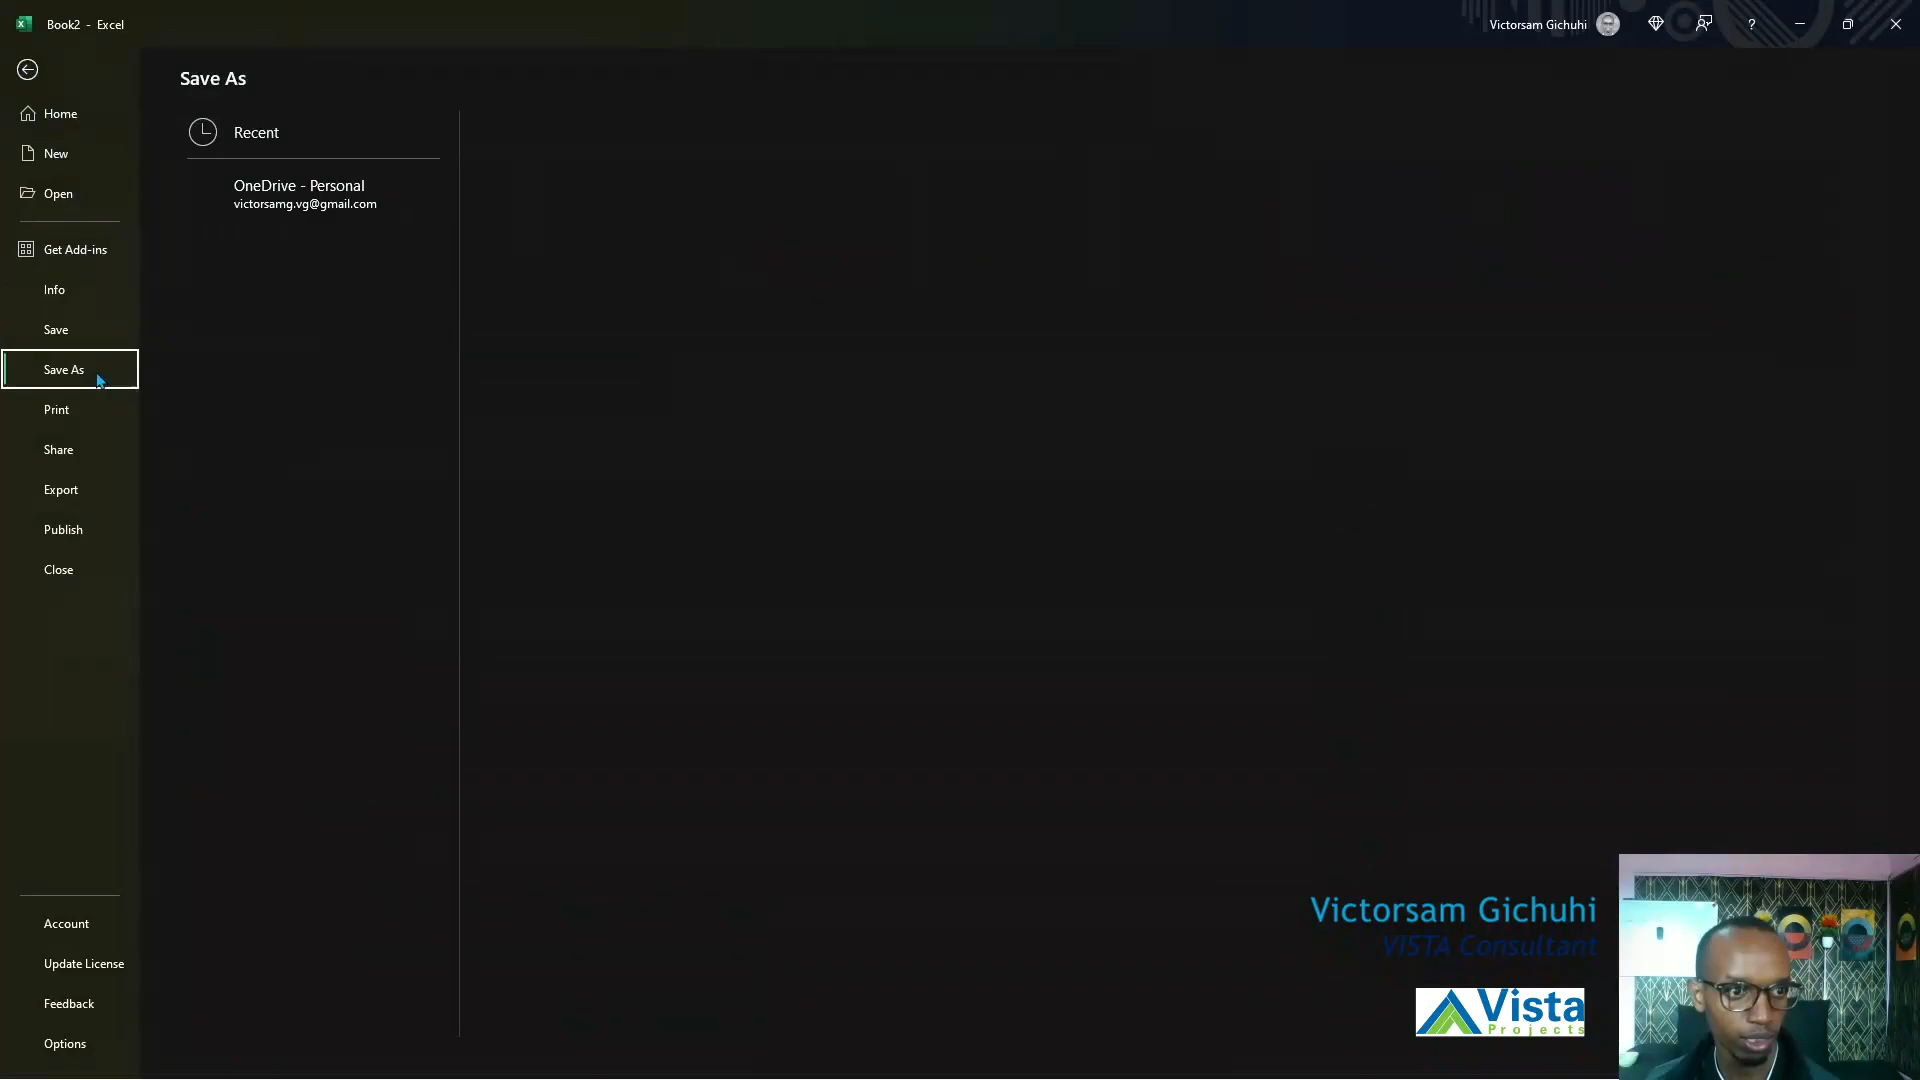 Book2 - Excel
Victorsam Gichuhi
?
Save As
Home
New
Open
Get Add-ins
Info
Save
Save As
Print
Share
Export
Publish
Close
Account
Update License
Feedback
Options
Recent
OneDrive - Personal
victorsamg.vg@gmail.com
Victorsam Gichuhi
VISTA Consultant
Vista
Projects